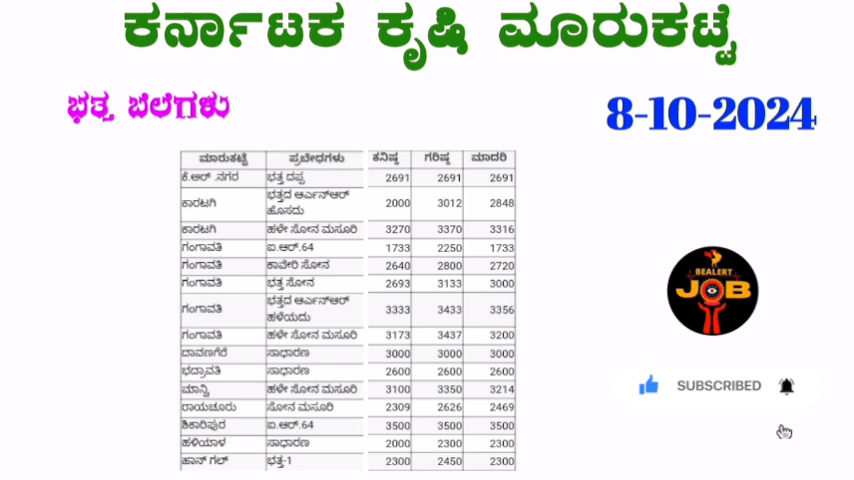 ಕರ್ನಾಟಕ ಕೃಷಿ ಮಾರುಕಟ್ಟೆ
ಭತ್ತ ಬೆಲೆಗಳು
8-10-2024
ಮಾರುಕಟ್ಟೆ ಪ್ರಬೇಧಗಳು ಕನಿಷ್ಠ ಗರಿಷ್ಠ ಮಾದರಿ
ಕೆ.ಆರ್ .ನಗರ ಭತ್ತ ದಪ್ಪ 2691 2691 2691
ಕಾರಟಗಿ ಭತ್ತದ ಆರ್ಎನ್ಆರ್ ಹೊಸದು 2000 3012 2848
ಕಾರಟಗಿ ಹಳೇ ಸೋನ ಮಸೂರಿ 3270 3370 3316
ಗಂಗಾವತಿ ಐ.ಆರ್.64 1733 2250 1733
ಗಂಗಾವತಿ ಕಾವೇರಿ ಸೋನ 2640 2800 2720
ಗಂಗಾವತಿ ಭತ್ತ ಸೋನ 2693 3133 3000
ಗಂಗಾವತಿ ಭತ್ತದ ಆರ್ಎನ್ಆರ್ ಹಳೆಯದು 3333 3433 3356
ಗಂಗಾವತಿ ಹಳೇ ಸೋನ ಮಸೂರಿ 3173 3437 3200
ದಾವಣಗೆರೆ ಸಾಧಾರಣ 3000 3000 3000
ಭದ್ರಾವತಿ ಸಾಧಾರಣ 2600 2600 2600
ಮಾನ್ವಿ ಹಳೇ ಸೋನ ಮಸೂರಿ 3100 3350 3214
ರಾಯಚೂರು ಸೋನ ಮಸೂರಿ 2309 2626 2469
ಶಿಕಾರಿಪುರ ಐ.ಆರ್.64 3500 3500 3500
ಹಳಿಯಾಳ ಸಾಧಾರಣ 2000 2300 2300
ಹಾನ್ ಗಲ್ ಭತ್ತ-1 2300 2450 2300
BEALERT
JOB
SUBSCRIBED